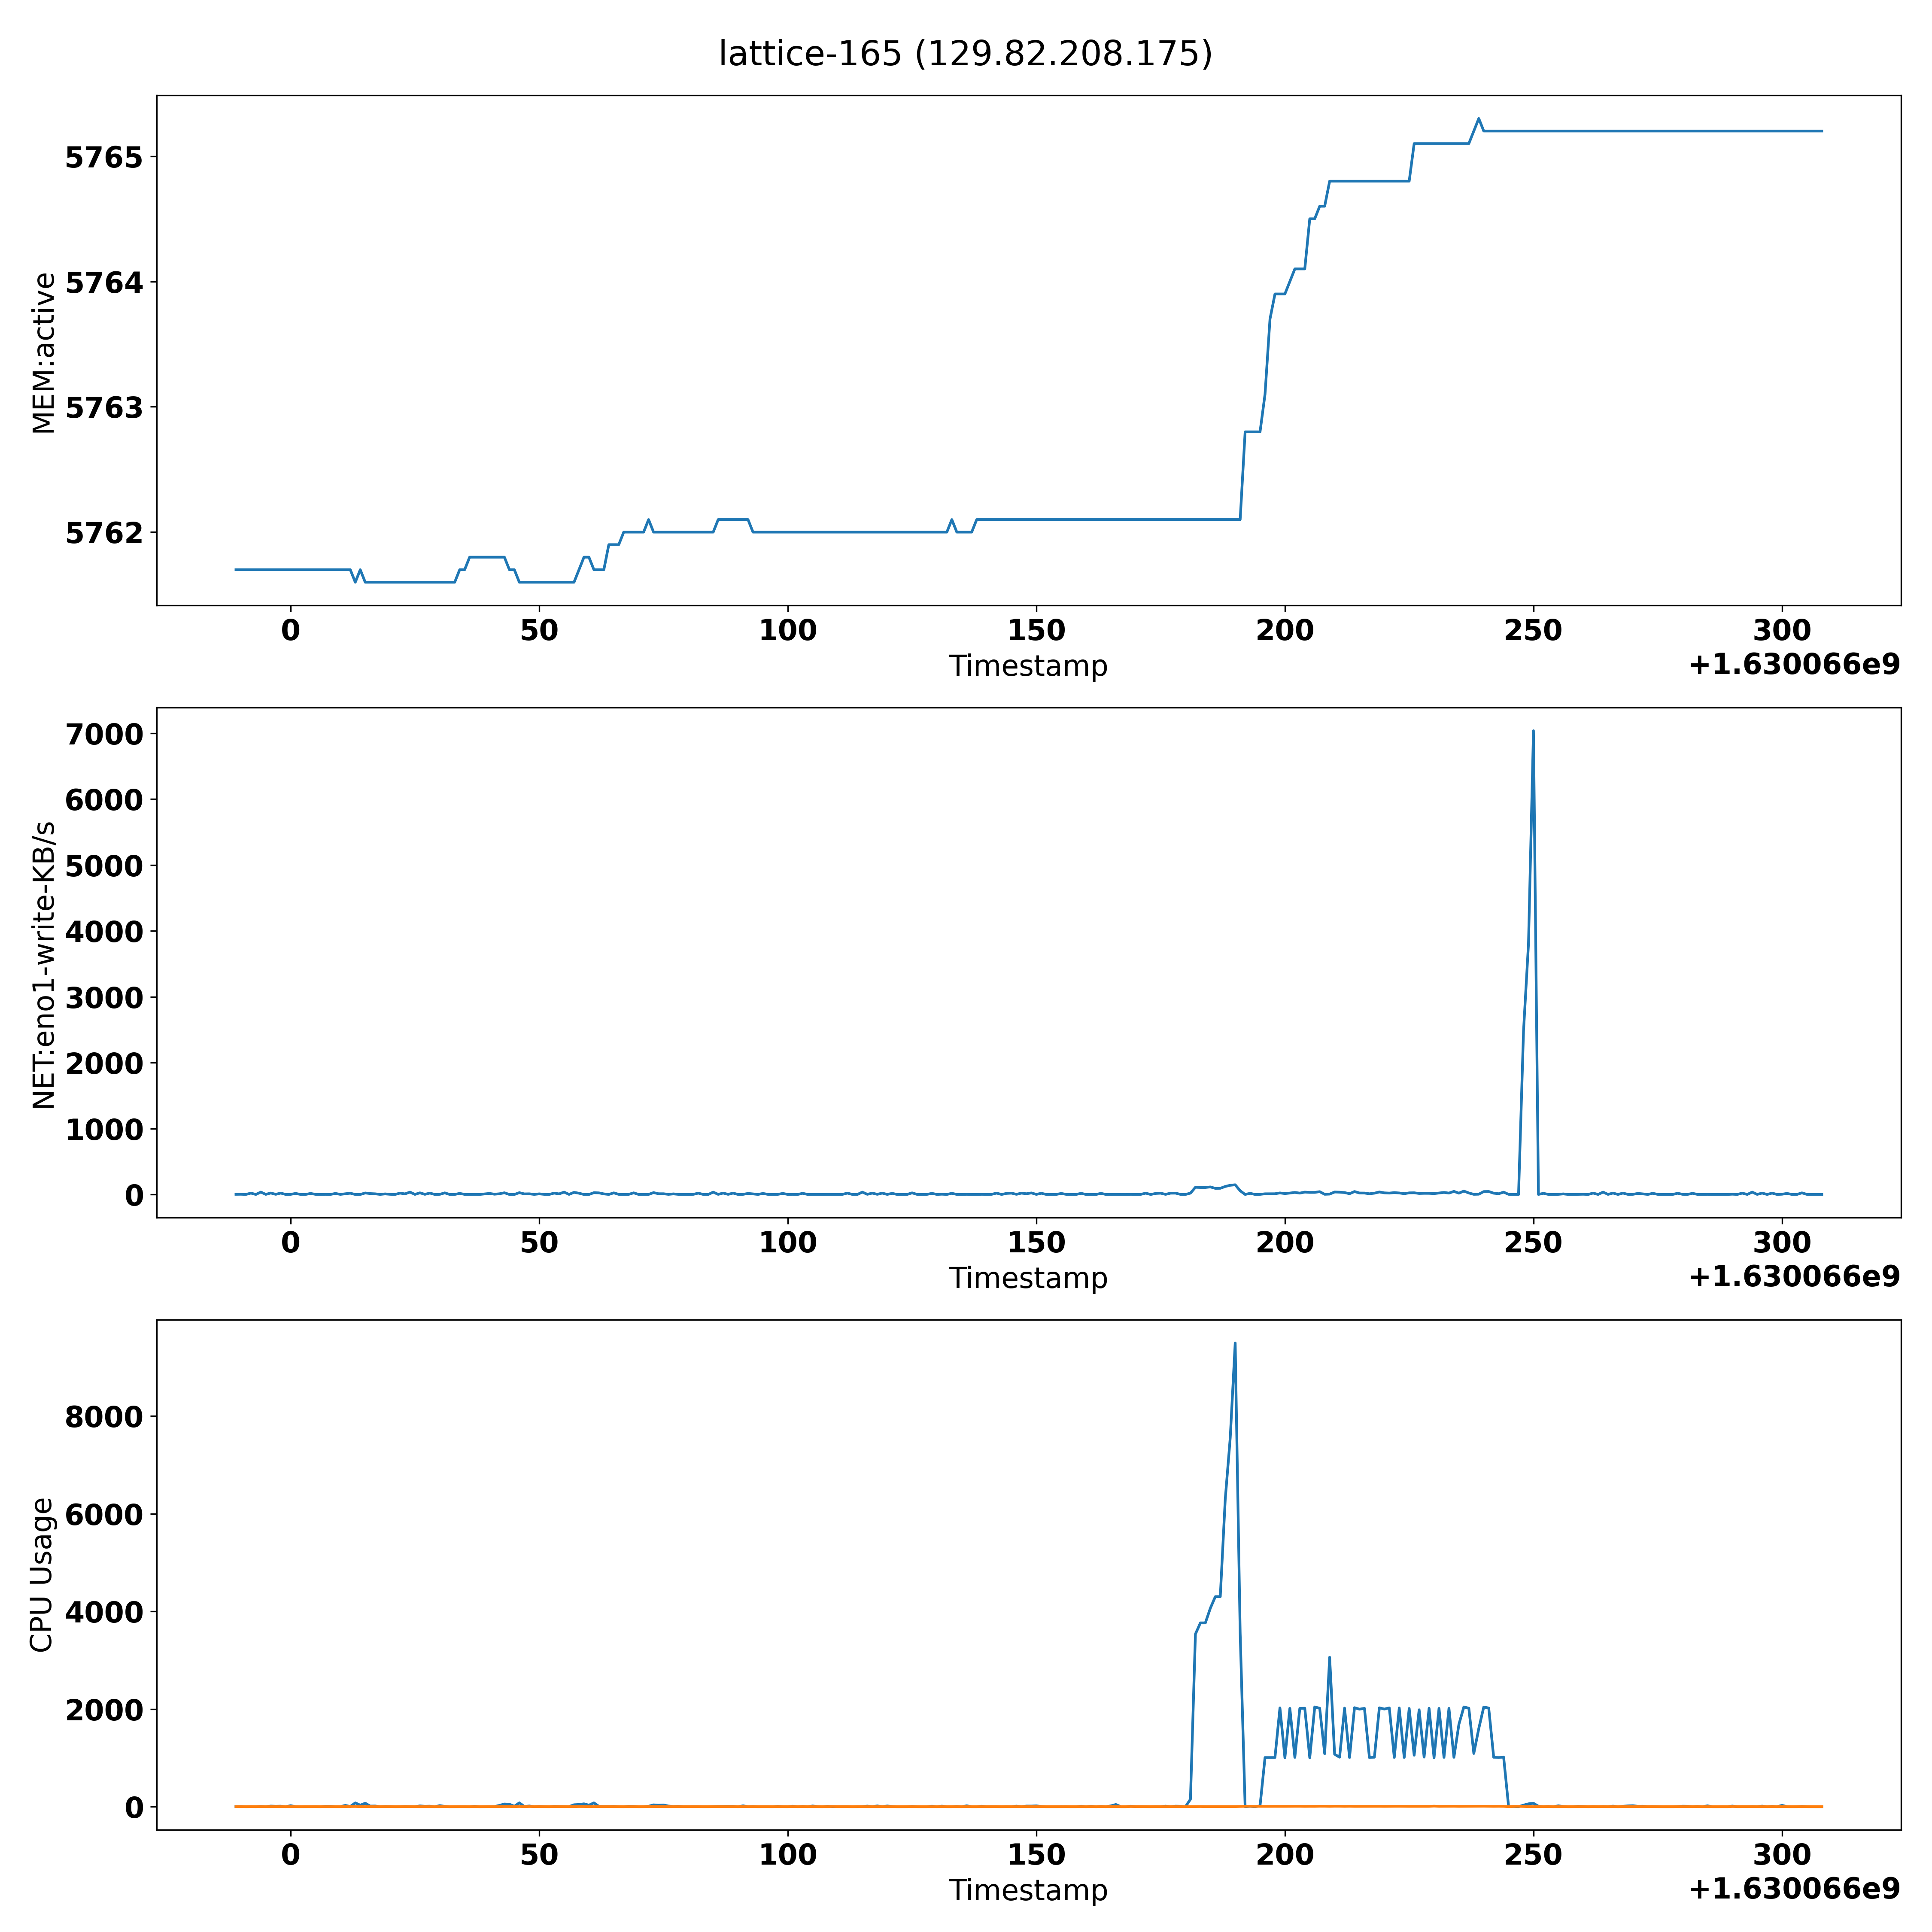 lattice-165 (129.82.208.175)
MEM:active
5765
5764
5763
5762
0 50 100 150 200 250 300
Timestamp
+1.630066e9
NET:eno1-write-KB/s
7000
6000
5000
4000
3000
2000
1000
0
0 50 100 150 200 250 300
Timestamp
+1.630066e9
CPU Usage
8000
6000
4000
2000
0
0 50 100 150 200 250 300
Timestamp
+1.630066e9